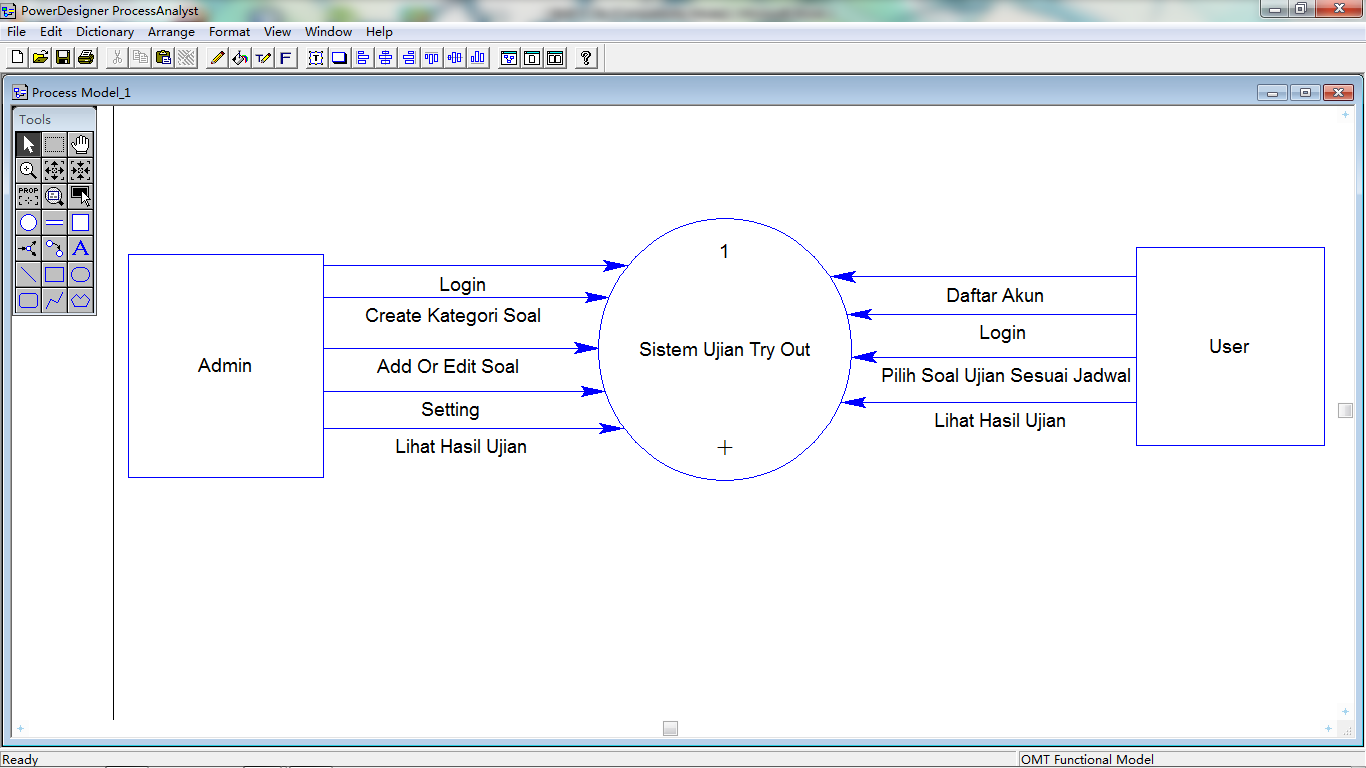 PowerDesigner ProcessAnalyst
File Edit Dictionary Arrange Format View Window Help
Process Model_1
Tools
PROP
1
Login
Create Kategori Soal
Admin
Add Or Edit Soal
Setting
Lihat Hasil Ujian
Sistem Ujian Try Out
Daftar Akun
Login
Pilih Soal Ujian Sesuai Jadwal
Lihat Hasil Ujian
User
Ready
OMT Functional Model